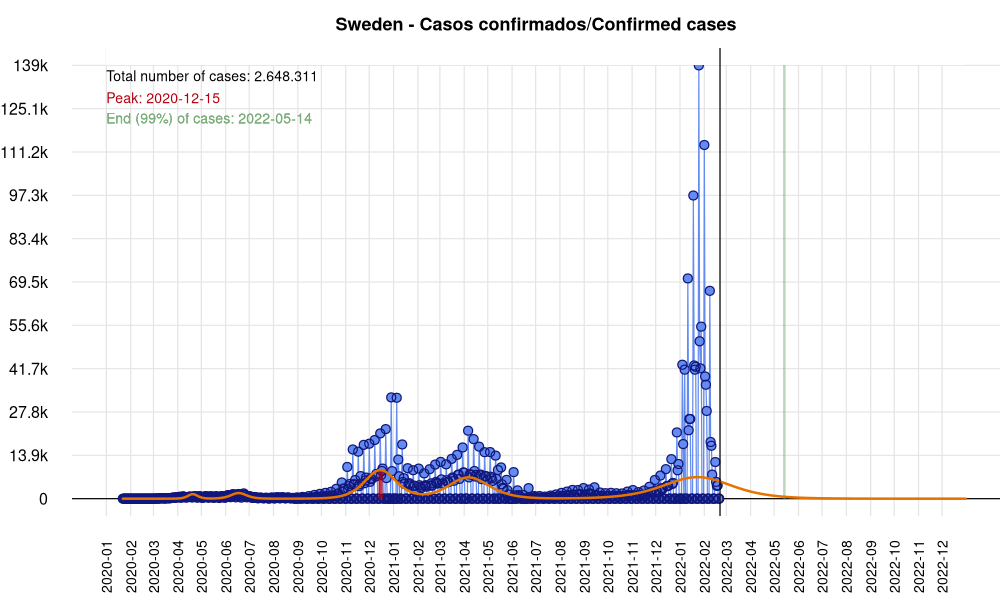 Sweden - Casos confirmados/Confirmed cases
Total number of cases: 2.648.311
Peak: 2020-12-15
End (99%) of cases: 2022-05-14
139k
125.1k
111.2k
97.3k
83.4k
69.5k
55.6k
41.7k
27.8k
13.9k
0
2020-01
2020-02
2020-03
2020-04
2020-05
2020-06
2020-07
2020-08
2020-09
2020-10
2020-11
2020-12
2021-01
2021-02
2021-03
2021-04
2021-05
2021-06
2021-07
2021-08
2021-09
2021-10
2021-11
2021-12
2022-01
2022-02
2022-03
2022-04
2022-05
2022-06
2022-07
2022-08
2022-09
2022-10
2022-11
2022-12